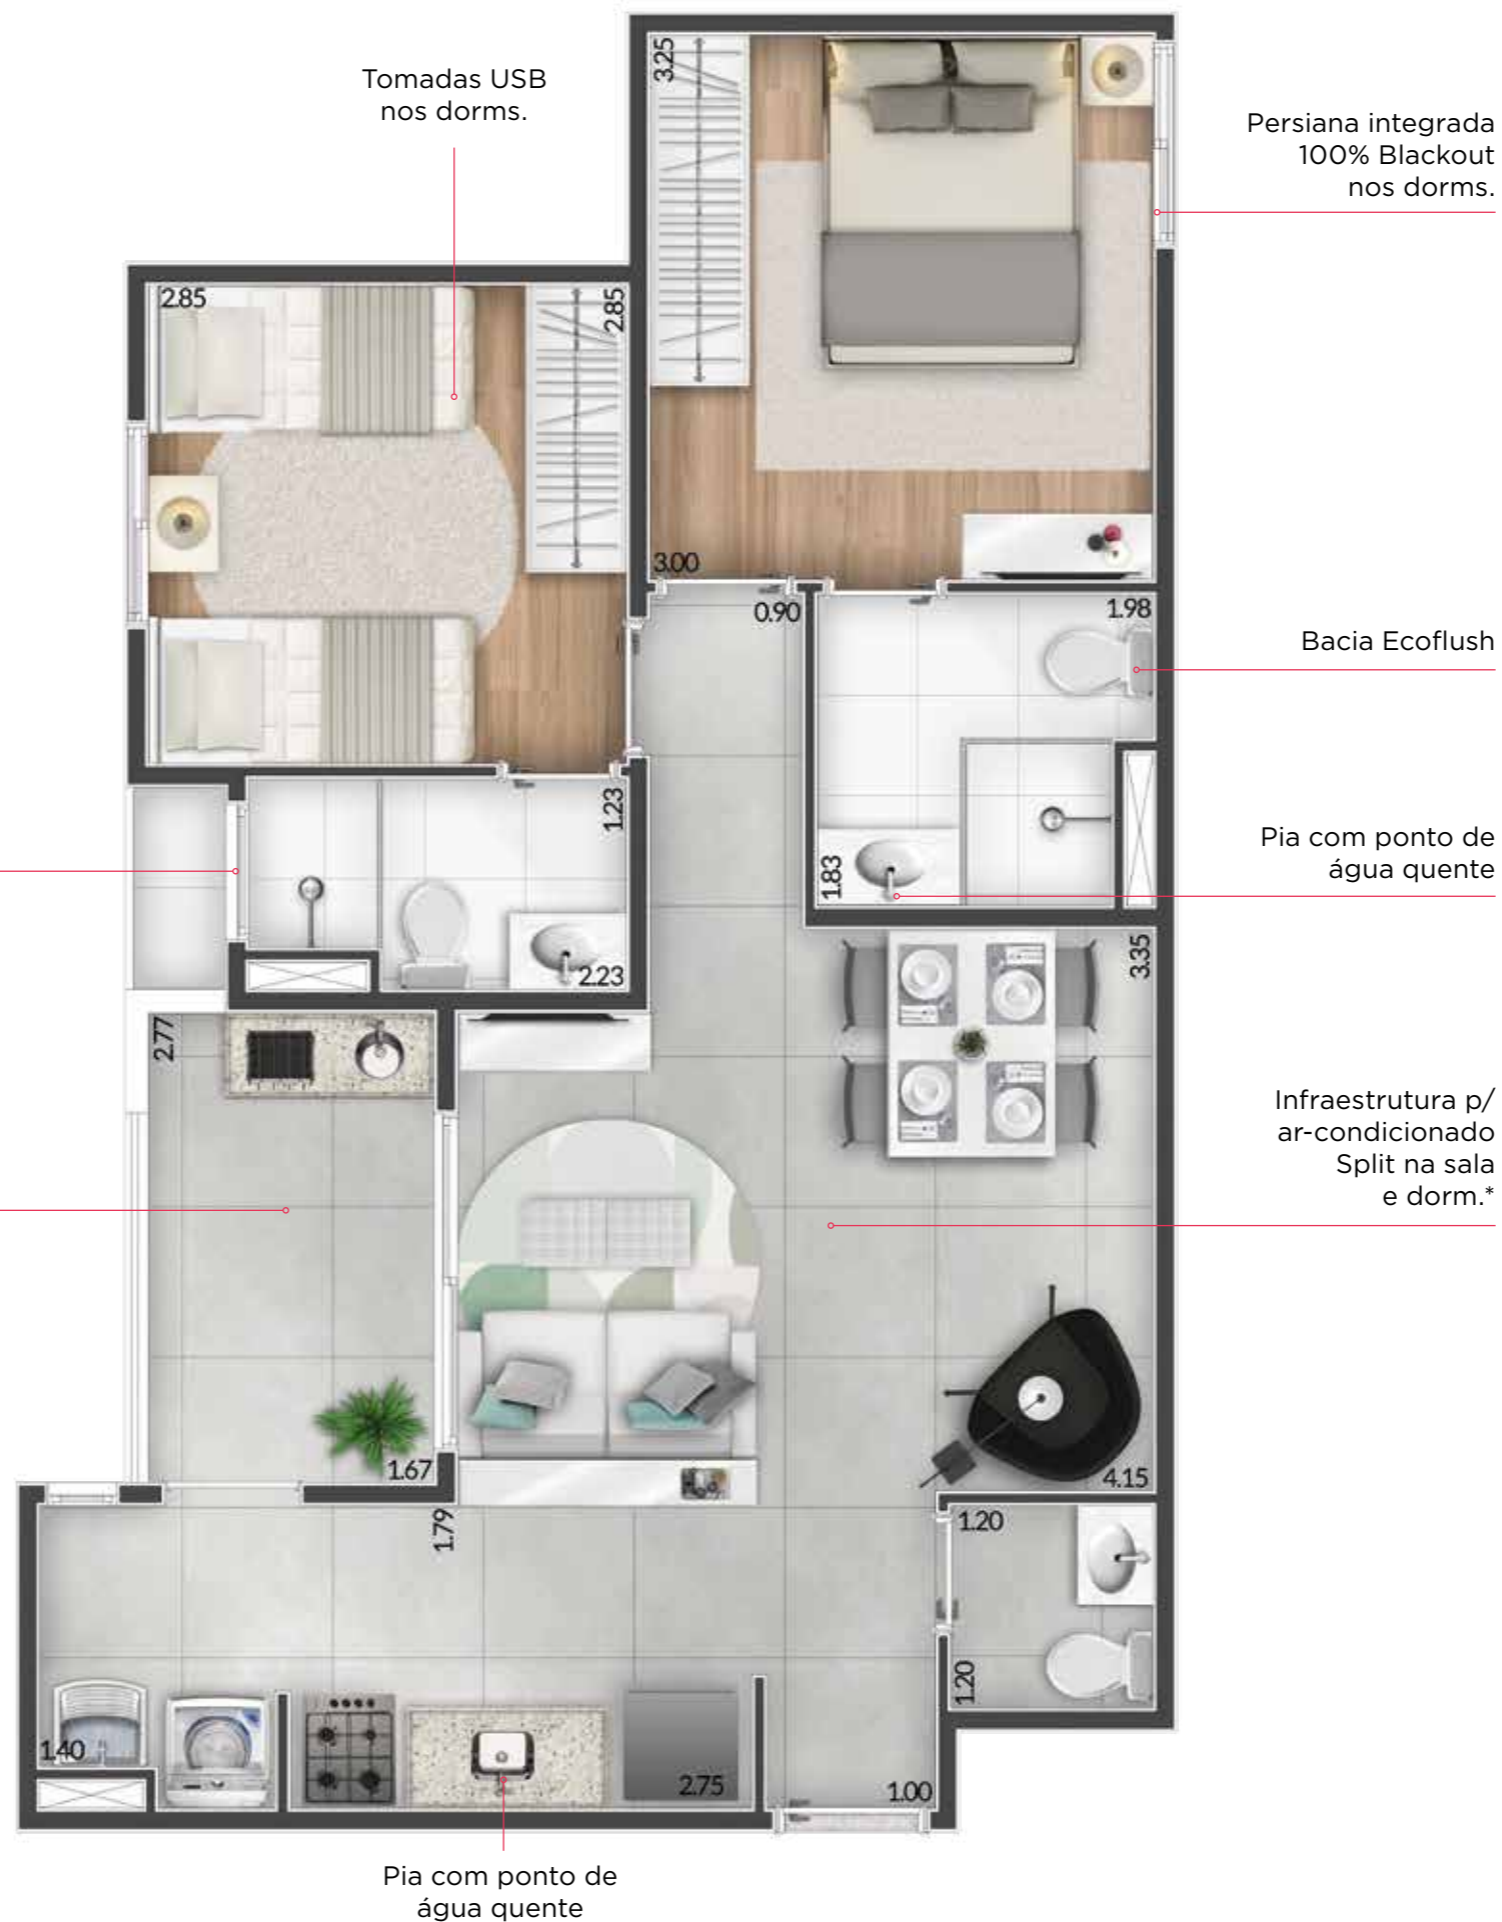 Tomadas USB
nos dorms.
3.25
Persiana integrada
100% Blackout
nos dorms.
2.85
2.85
3.00
0.90
1.98
Bacia Ecoflush
1.23
1.83
Pia com ponto de
água quente
2.23
3.35
2.77
Infraestrutura p/
ar-condicionado
Split na sala
e dorm.*
1.67
4.15
1.79
1.20
1.20
1.40
2.75
1.00
Pia com ponto de
água quente